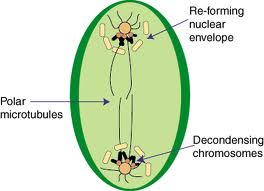 Re-forming
nuclear
envelope
Polar
microtubules
Decondensing
chromosomes